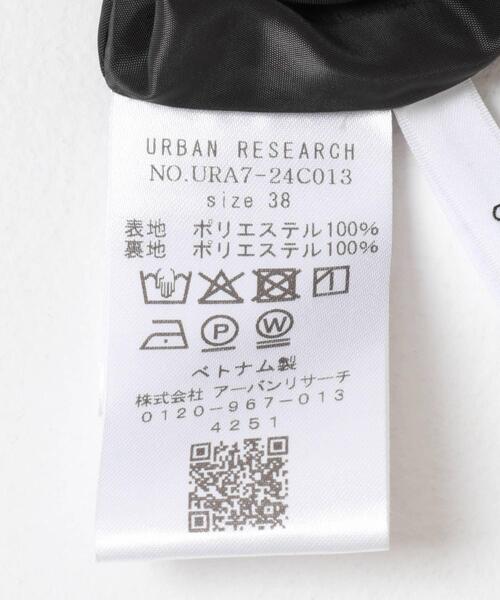 URBAN RESEARCH
NO.URA7-24C013
size 38
表地 ポリエステル100%
裏地 ポリエステル100%
P W
ベトナム製
株式会社 アーバンリサーチ
0120-967-013
4251